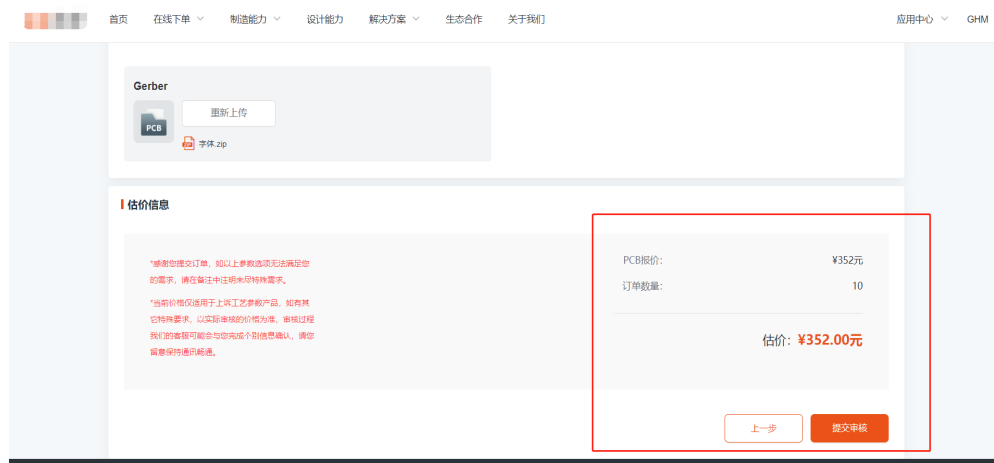 首页 在线下单 制造能力 设计能力 解决方案 生态合作 关于我们 应用中心 GHM
Gerber
重新上传
PCB
字体.zip
估价信息
*感谢您提交订单，如以上参数选项无法满足您
的需求，请在备注中注明未尽特殊需求。
*当前价格仅适用于上诉工艺参数产品，如有其
它特殊要求，以实际审核的价格为准，审核过程
我们的客服可能会与您完成个别信息确认，请您
留意保持通讯畅通。
PCB报价： ¥352元
订单数量： 10
估价：¥352.00元
上一步 提交审核